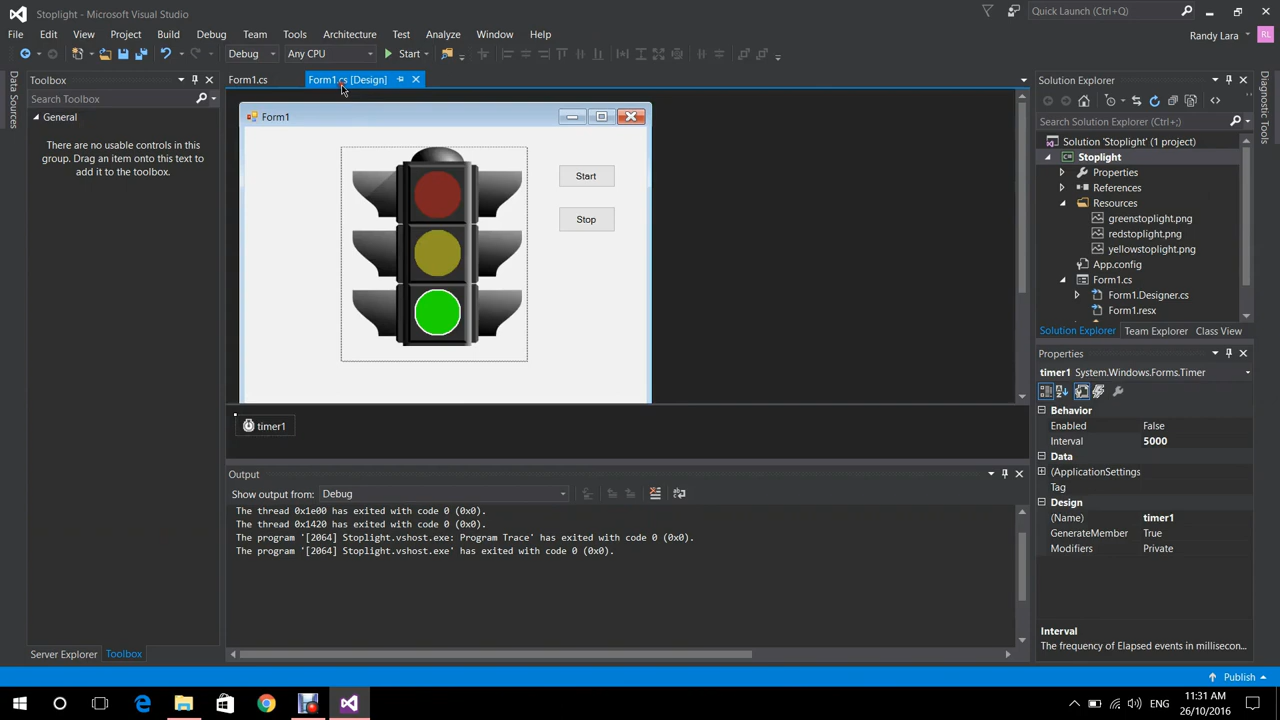 Stoplight - Microsoft Visual Studio
Quick Launch (Ctrl+Q)
File Edit View Project Build Debug Team Tools Architecture Test Analyze Window Help
Randy Lara RL
Debug Any CPU Start
Data Sources
Toolbox
Search Toolbox
General
There are no usable controls in this
group. Drag an item onto this text to
add it to the toolbox.
Server Explorer Toolbox
Form1.cs Form1.cs [Design]
Form1
Start
Stop
timer1
Output
Show output from: Debug
The thread 0x1e00 has exited with code 0 (0x0).
The thread 0x1420 has exited with code 0 (0x0).
The program '[2064] Stoplight.vshost.exe: Program Trace' has exited with code 0 (0x0).
The program '[2064] Stoplight.vshost.exe' has exited with code 0 (0x0).
Solution Explorer
Search Solution Explorer (Ctrl+;)
Solution 'Stoplight' (1 project)
Stoplight
Properties
References
Resources
greenstoplight.png
redstoplight.png
yellowstoplight.png
App.config
Form1.cs
Form1.Designer.cs
Form1.resx
Solution Explorer Team Explorer Class View
Diagnostic Tools
Properties
timer1 System.Windows.Forms.Timer
Behavior
Enabled False
Interval 5000
Data
(ApplicationSettings
Tag
Design
(Name) timer1
GenerateMember True
Modifiers Private
Interval
The frequency of Elapsed events in millisecon...
Publish
ENG
11:31 AM
26/10/2016